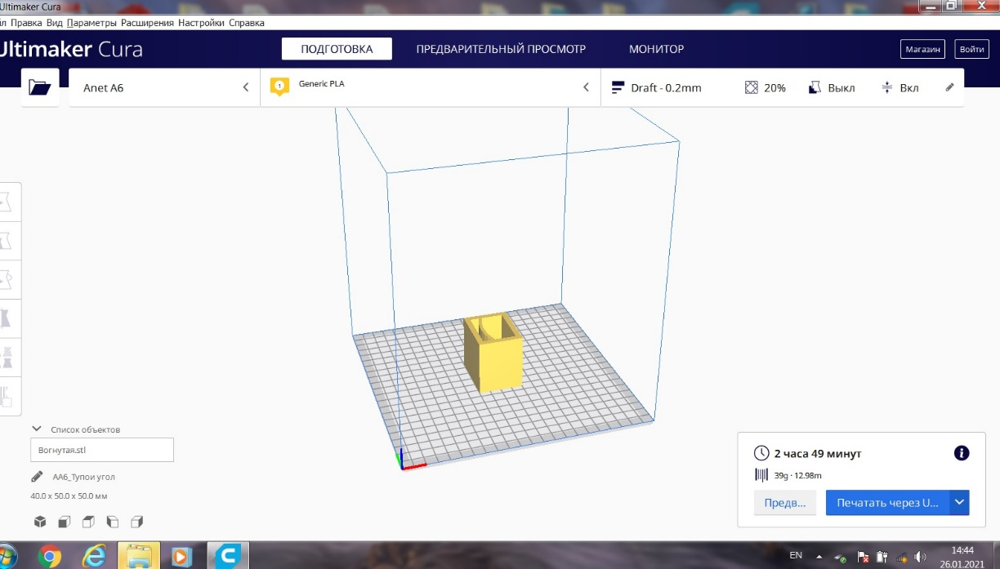 Ultimaker Cura
йл Правка Вид Параметры Расширения Настройки Справка
Ultimaker Cura
ПОДГОТОВКА
ПРЕДВАРИТЕЛЬНЫЙ ПРОСМОТР
МОНИТОР
Магазин
Войти
Anet A6
1
Generic PLA
Draft - 0.2mm
20%
Выкл
Вкл
Список объектов
Вогнутая.stl
AA6_Тупои угол
40.0 x 50.0 x 50.0 мм
2 часа 49 минут
39g · 12.98m
Предв...
Печатать через U...
EN
14:44
26.01.2021